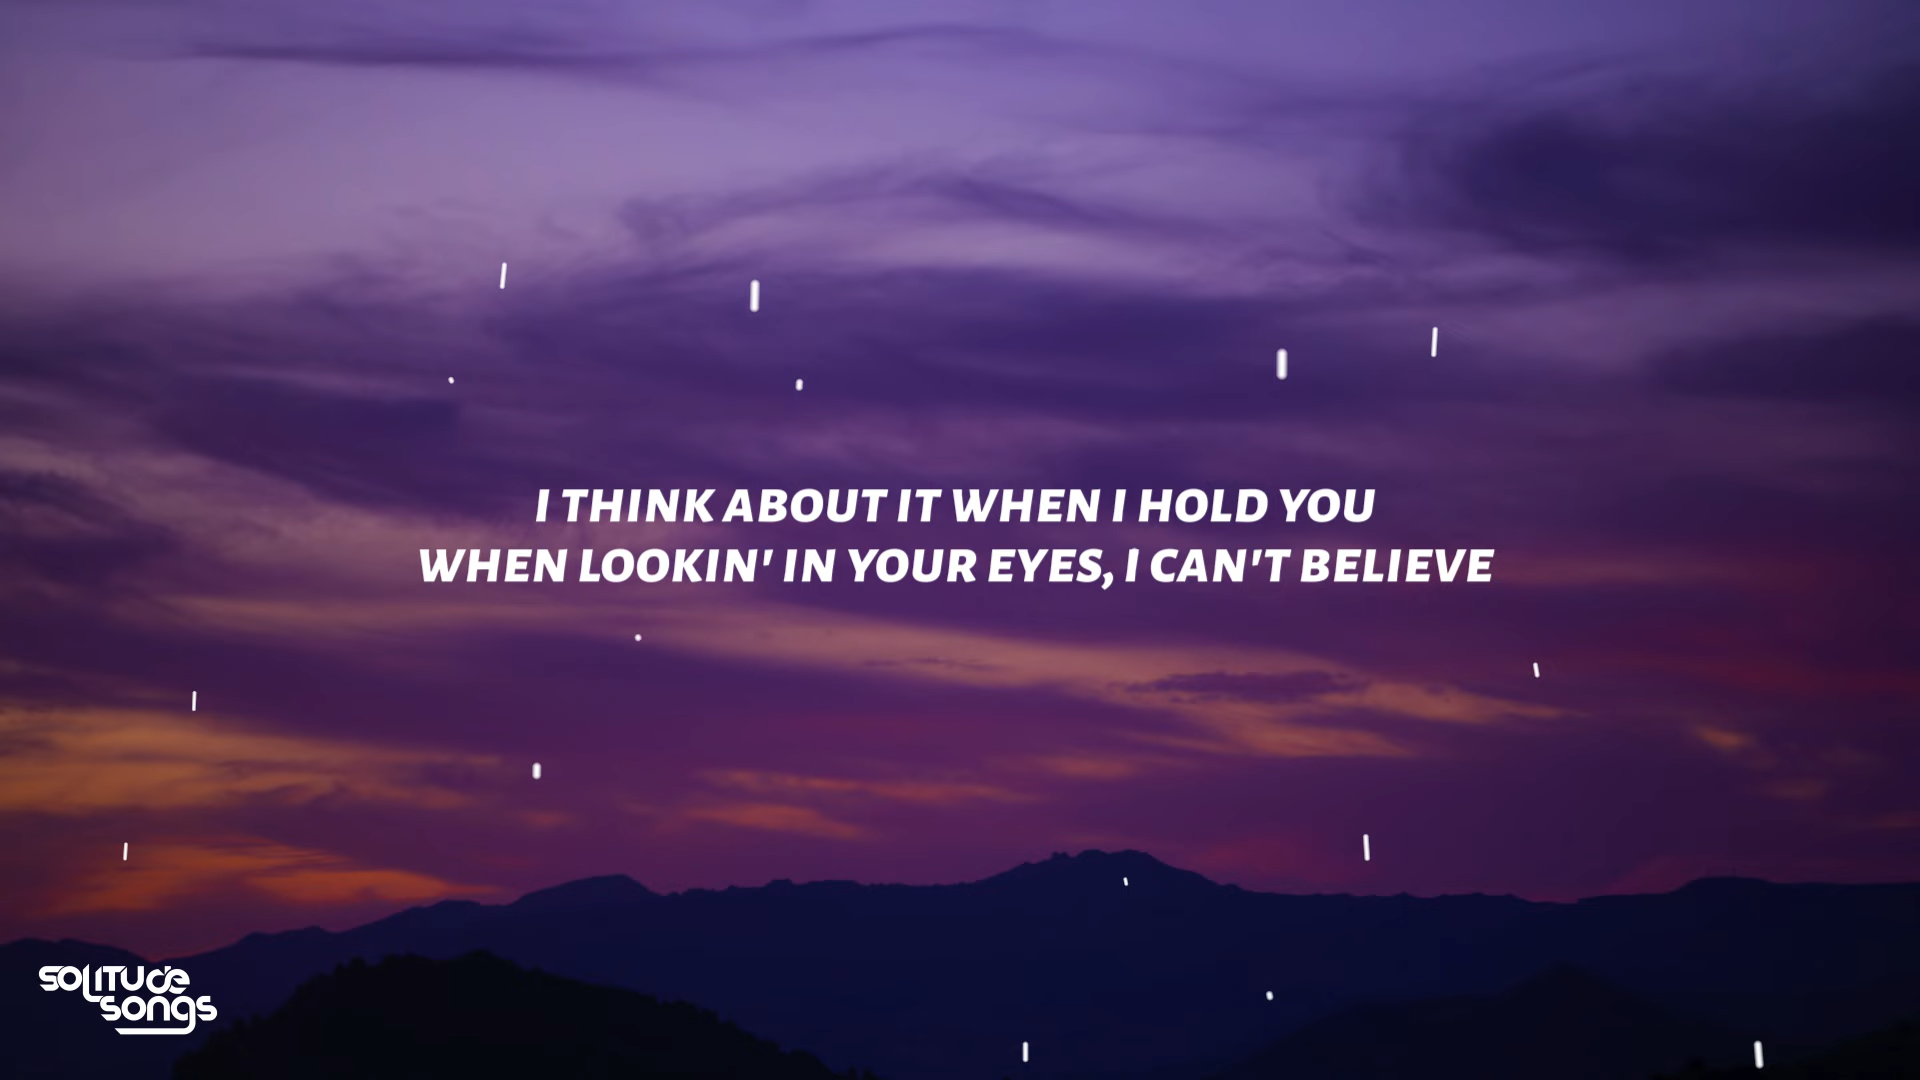 I THINK ABOUT IT WHEN I HOLD YOU
WHEN LOOKIN' IN YOUR EYES, I CAN'T BELIEVE
SOLITUDE
SONGS